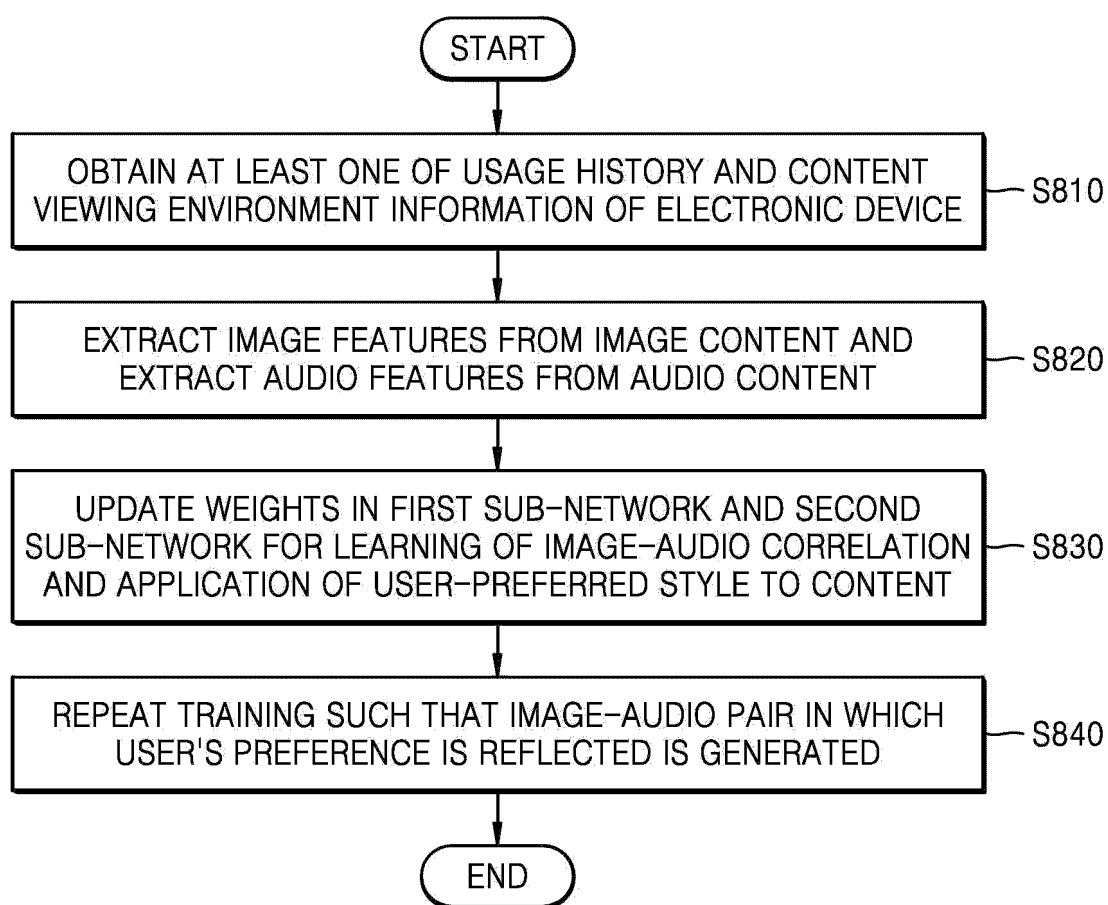 START
OBTAIN AT LEAST ONE OF USAGE HISTORY AND CONTENT
VIEWING ENVIRONMENT INFORMATION OF ELECTRONIC DEVICE
S810
EXTRACT IMAGE FEATURES FROM IMAGE CONTENT AND
EXTRACT AUDIO FEATURES FROM AUDIO CONTENT
S820
UPDATE WEIGHTS IN FIRST SUB-NETWORK AND SECOND
SUB-NETWORK FOR LEARNING OF IMAGE-AUDIO CORRELATION
AND APPLICATION OF USER-PREFERRED STYLE TO CONTENT
S830
REPEAT TRAINING SUCH THAT IMAGE-AUDIO PAIR IN WHICH
USER'S PREFERENCE IS REFLECTED IS GENERATED
S840
END